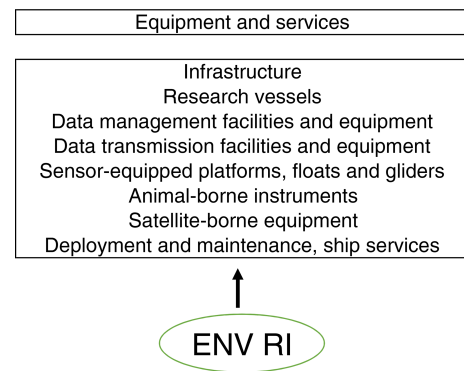 Equipment and services
Infrastructure
Research vessels
Data management facilities and equipment
Data transmission facilities and equipment
Sensor-equipped platforms, floats and gliders
Animal-borne instruments
Satellite-borne equipment
Deployment and maintenance, ship services
ENV RI